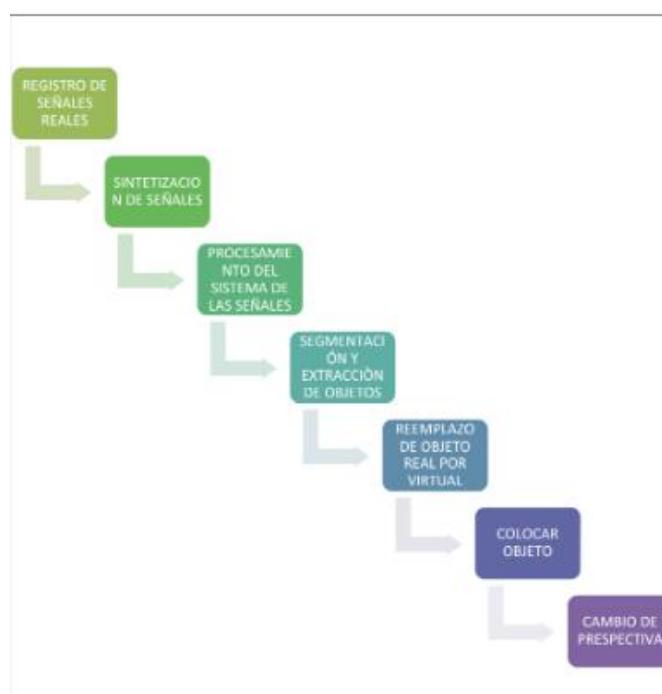 REGISTRO DE
SEÑALES
REALES
SINTETIZACIO
N DE SEÑALES
PROCESAMIE
NTO DEL
SISTEMA DE
LAS SEÑALES
SEGMENTACI
ÓN Y
EXTRACCIÒN
DE OBJETOS
REEMPLAZO
DE OBJETO
REAL POR
VIRTUAL
COLOCAR
OBJETO
CAMBIO DE
PRESPECTIVA